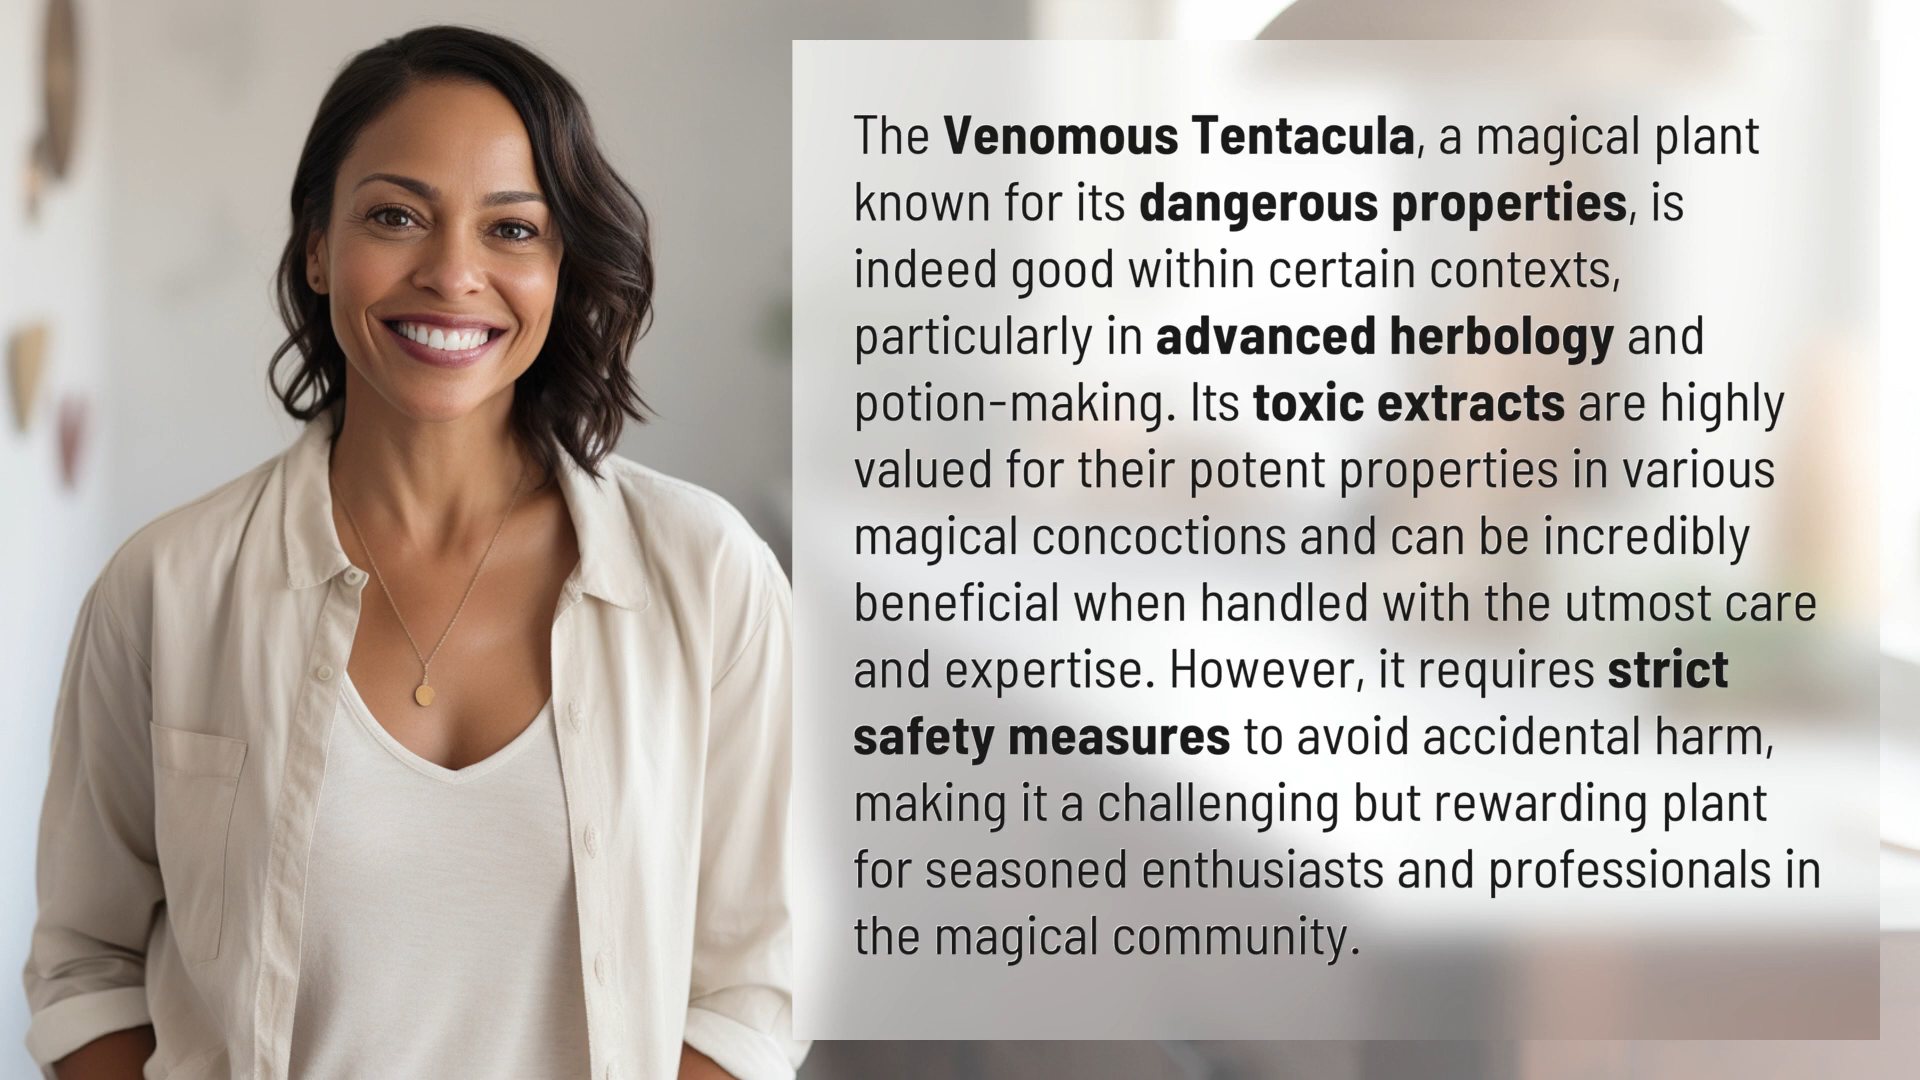 The Venomous Tentacula, a magical plant
known for its dangerous properties, is
indeed good within certain contexts,
particularly in advanced herbology and
potion-making. Its toxic extracts are highly
valued for their potent properties in various
magical concoctions and can be incredibly
beneficial when handled with the utmost care
and expertise. However, it requires strict
safety measures to avoid accidental harm,
making it a challenging but rewarding plant
for seasoned enthusiasts and professionals in
the magical community.